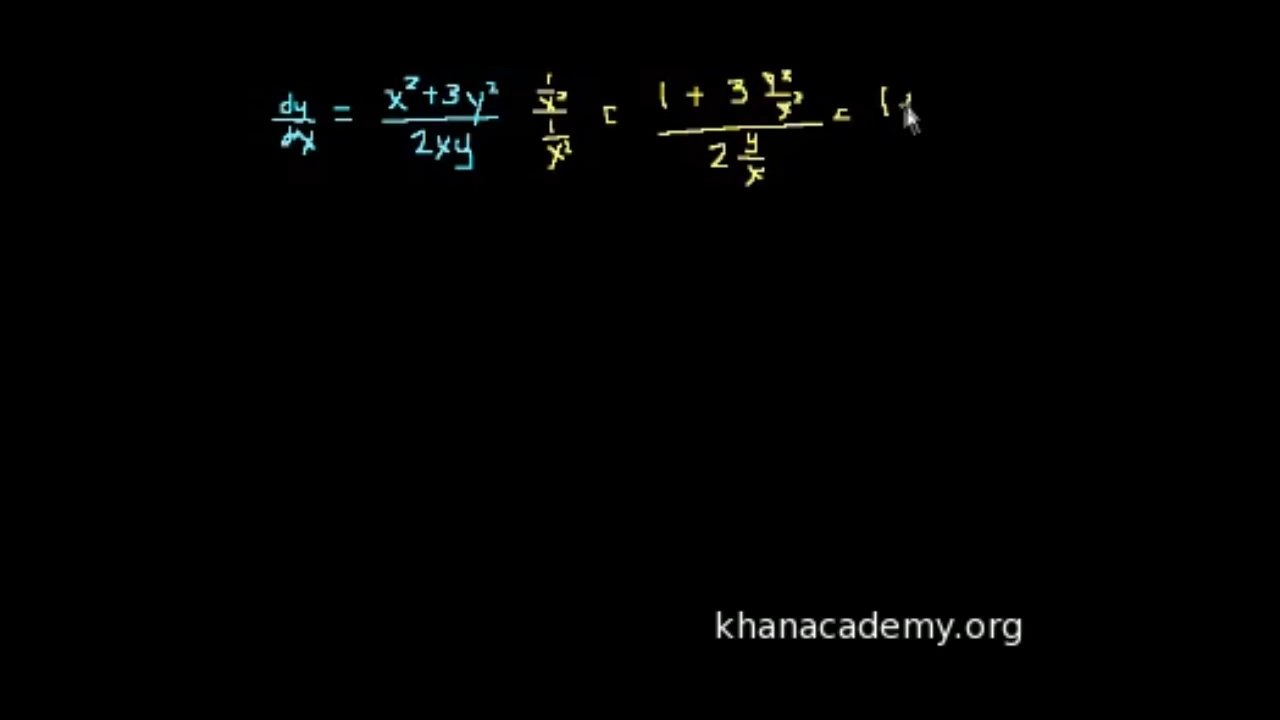 dy/dx = (x²+3y²)/(2xy) (1/x²)/(1/x²) = (1 + 3 y²/x²)/(2 y/x) = 1 +
khanacademy.org